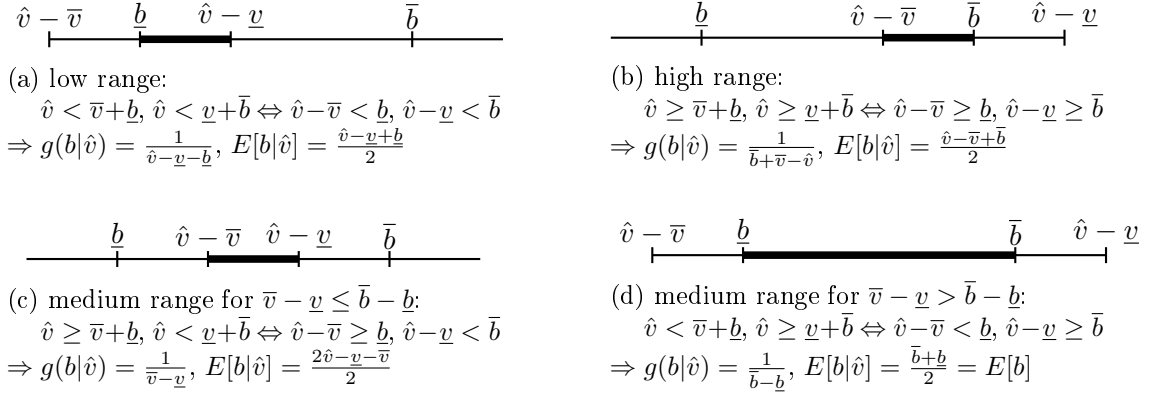 v̂ − v̅ b̲ v̂ − v̲ b̅
(a) low range:
v̂ < v̅+b̲, v̂ < v̲+b̅ ⇔ v̂−v̅ < b̲, v̂−v̲ < b̅
⇒ g(b|v̂) = 1/(v̂−v̲−b̲), E[b|v̂] = (v̂−v̲+b̲)/2
b̲ v̂ − v̅ b̅ v̂ − v̲
(b) high range:
v̂ ≥ v̅+b̲, v̂ ≥ v̲+b̅ ⇔ v̂−v̅ ≥ b̲, v̂−v̲ ≥ b̅
⇒ g(b|v̂) = 1/(b̅+v̅−v̂), E[b|v̂] = (v̂−v̅+b̅)/2
b̲ v̂ − v̅ v̂ − v̲ b̅
(c) medium range for v̅ − v̲ ≤ b̅ − b̲:
v̂ ≥ v̅+b̲, v̂ < v̲+b̅ ⇔ v̂−v̅ ≥ b̲, v̂−v̲ < b̅
⇒ g(b|v̂) = 1/(v̅−v̲), E[b|v̂] = (2v̂−v̲−v̅)/2
v̂ − v̅ b̲ b̅ v̂ − v̲
(d) medium range for v̅ − v̲ > b̅ − b̲:
v̂ < v̅+b̲, v̂ ≥ v̲+b̅ ⇔ v̂−v̅ < b̲, v̂−v̲ ≥ b̅
⇒ g(b|v̂) = 1/(b̅−b̲), E[b|v̂] = (b̅+b̲)/2 = E[b]